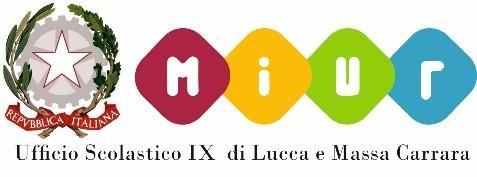 MIUr
REPVBBLICA ITALIANA
Ufficio Scolastico IX di Lucca e Massa Carrara